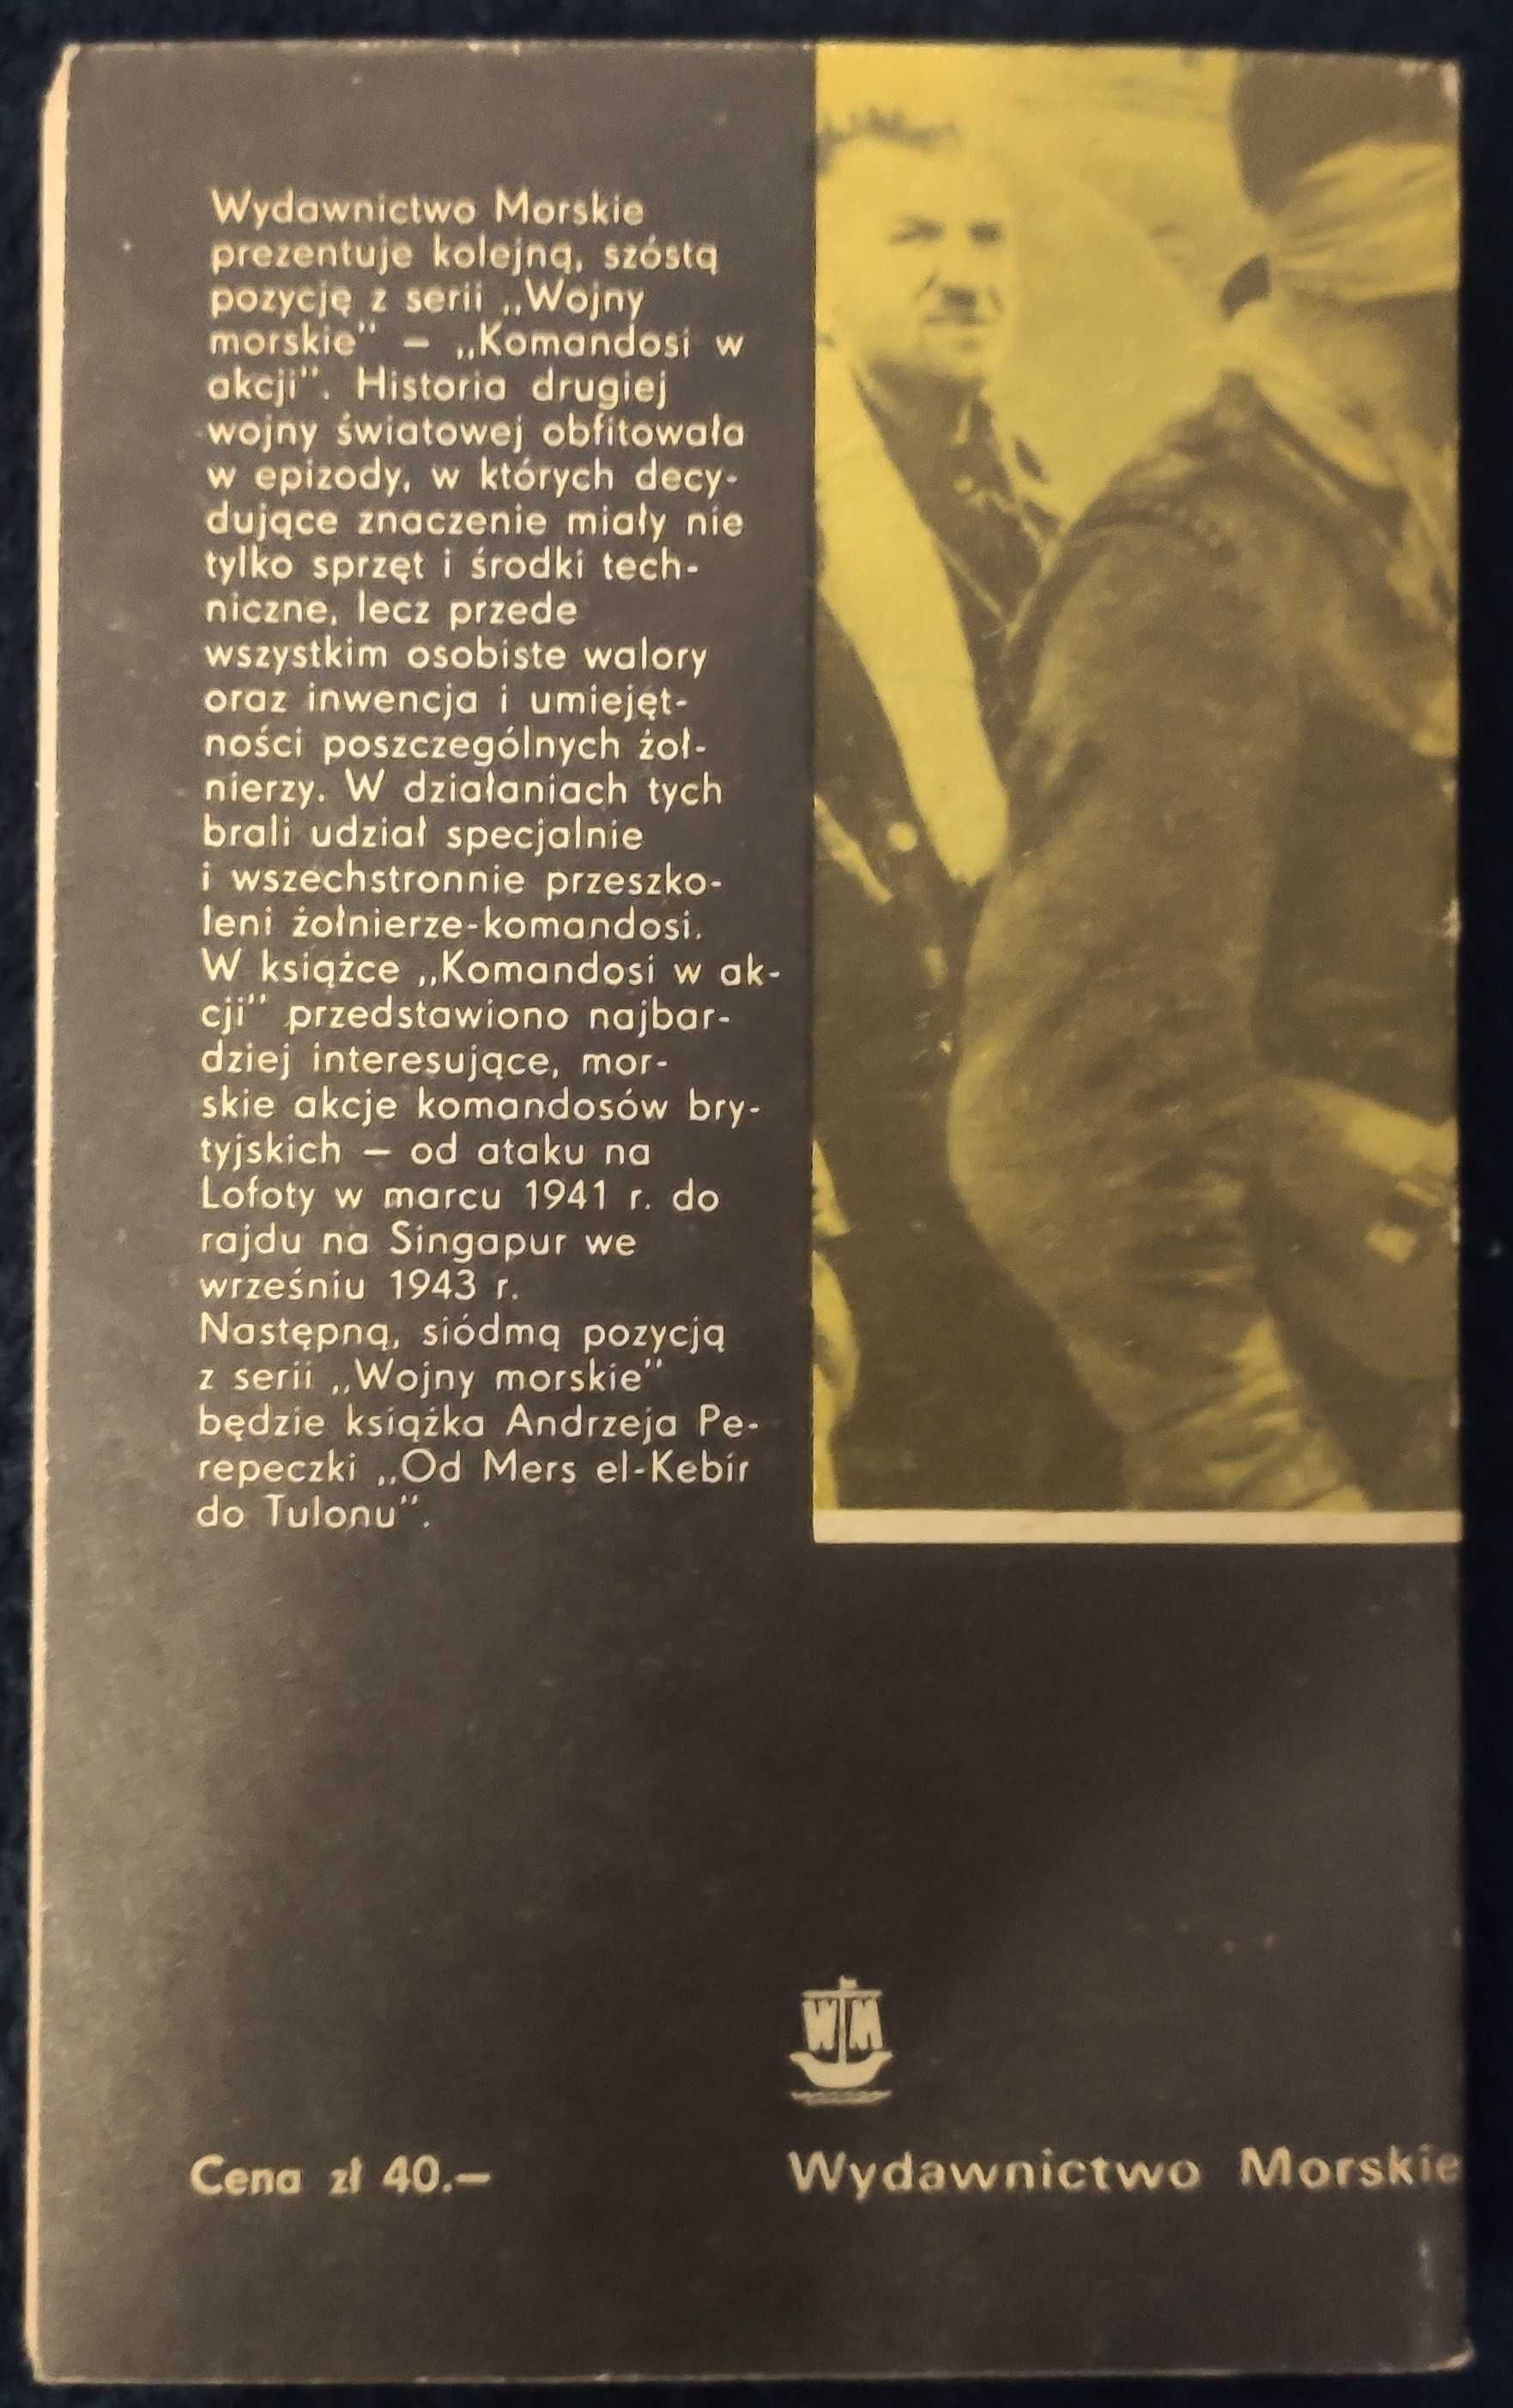 Wydawnictwo Morskie
prezentuje kolejną, szóstą
pozycję z serii „Wojny
morskie” – „Komandosi w
akcji”. Historia drugiej
wojny światowej obfitowała
w epizody, w których decy-
dujące znaczenie miały nie
tylko sprzęt i środki tech-
niczne, lecz przede
wszystkim osobiste walory
oraz inwencja i umiejęt-
ności poszczególnych żoł-
nierzy. W działaniach tych
brali udział specjalnie
i wszechstronnie przeszko-
leni żołnierze-komandosi.
W książce „Komandosi w ak-
cji” przedstawiono najbar-
dziej interesujące, mor-
skie akcje komandosów bry-
tyjskich – od ataku na
Lofoty w marcu 1941 r. do
rajdu na Singapur we
wrześniu 1943 r.
Następną, siódmą pozycją
z serii „Wojny morskie”
będzie książka Andrzeja Pe-
repeczki „Od Mers el-Kebir
do Tulonu”.
WM
Cena zł 40.–
Wydawnictwo Morskie